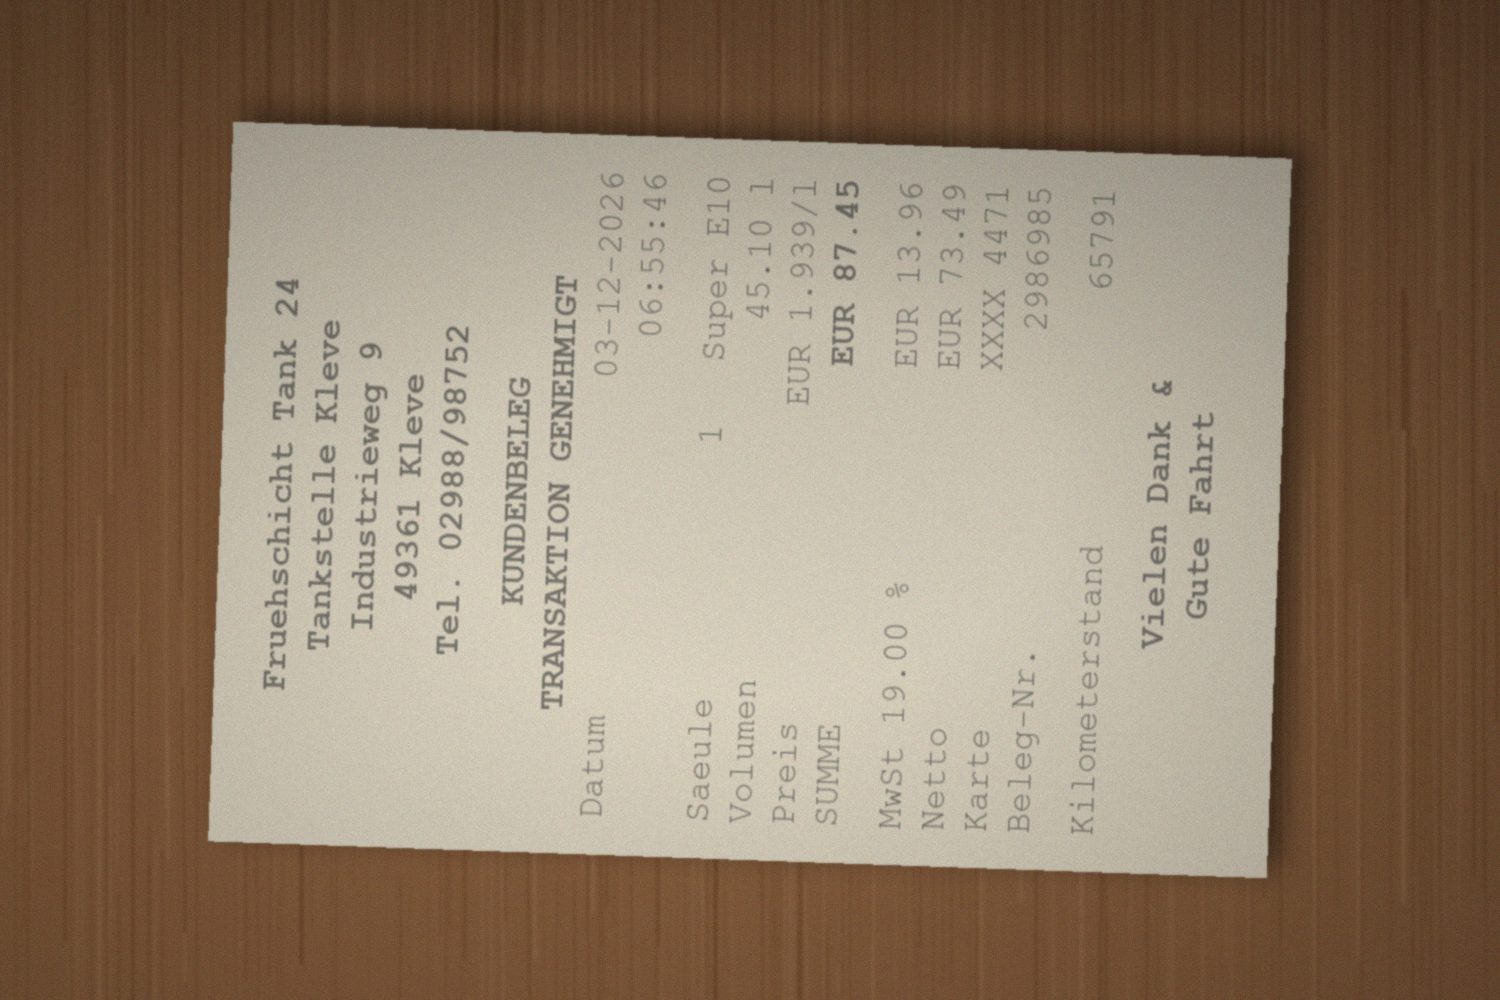 Fruehschicht Tank 24
Tankstelle Kleve
Industrieweg 9
49361 Kleve
Tel. 02988/98752
KUNDENBELEG
TRANSAKTION GENEHMIGT
Datum 03-12-2026
06:55:46
Saeule 1 Super E10
Volumen 45.10 l
Preis EUR 1.939/l
SUMME EUR 87.45
MwSt 19.00 % EUR 13.96
Netto EUR 73.49
Karte XXXX 4471
Beleg-Nr. 2986985
Kilometerstand 65791
Vielen Dank &
Gute Fahrt